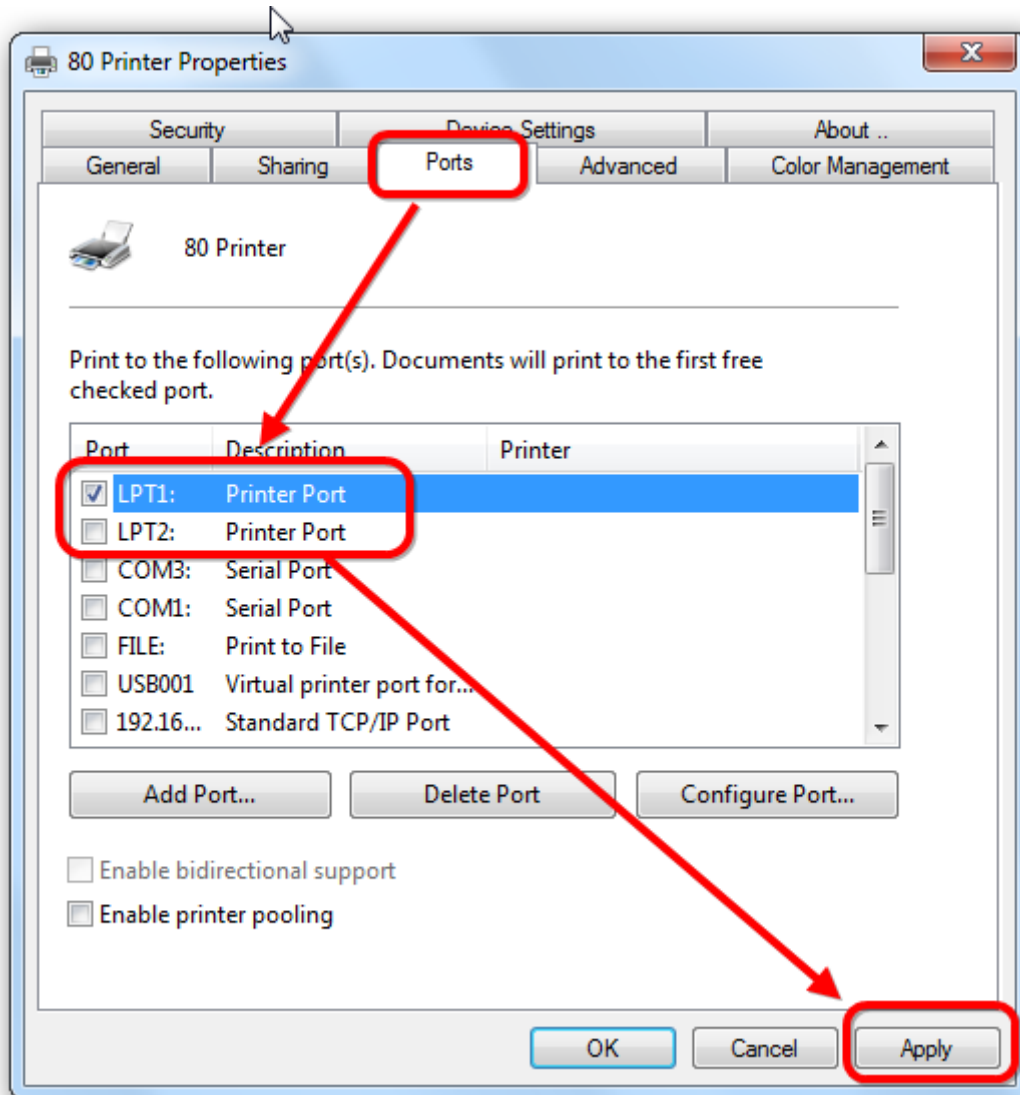 80 Printer Properties
Security Device Settings About ..
General Sharing Ports Advanced Color Management
80 Printer
Print to the following port(s). Documents will print to the first free
checked port.
Port Description Printer
LPT1: Printer Port
LPT2: Printer Port
COM3: Serial Port
COM1: Serial Port
FILE: Print to File
USB001 Virtual printer port for...
192.16... Standard TCP/IP Port
Add Port... Delete Port Configure Port...
Enable bidirectional support
Enable printer pooling
OK Cancel Apply